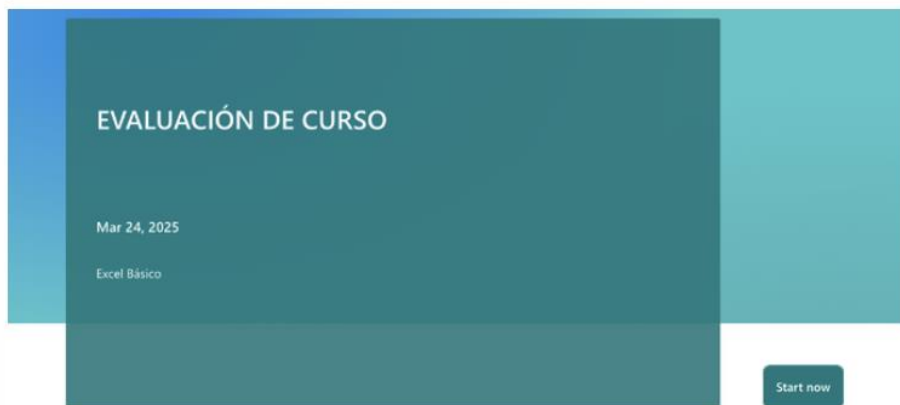 EVALUACIÓN DE CURSO
Mar 24, 2025
Excel Básico
Start now